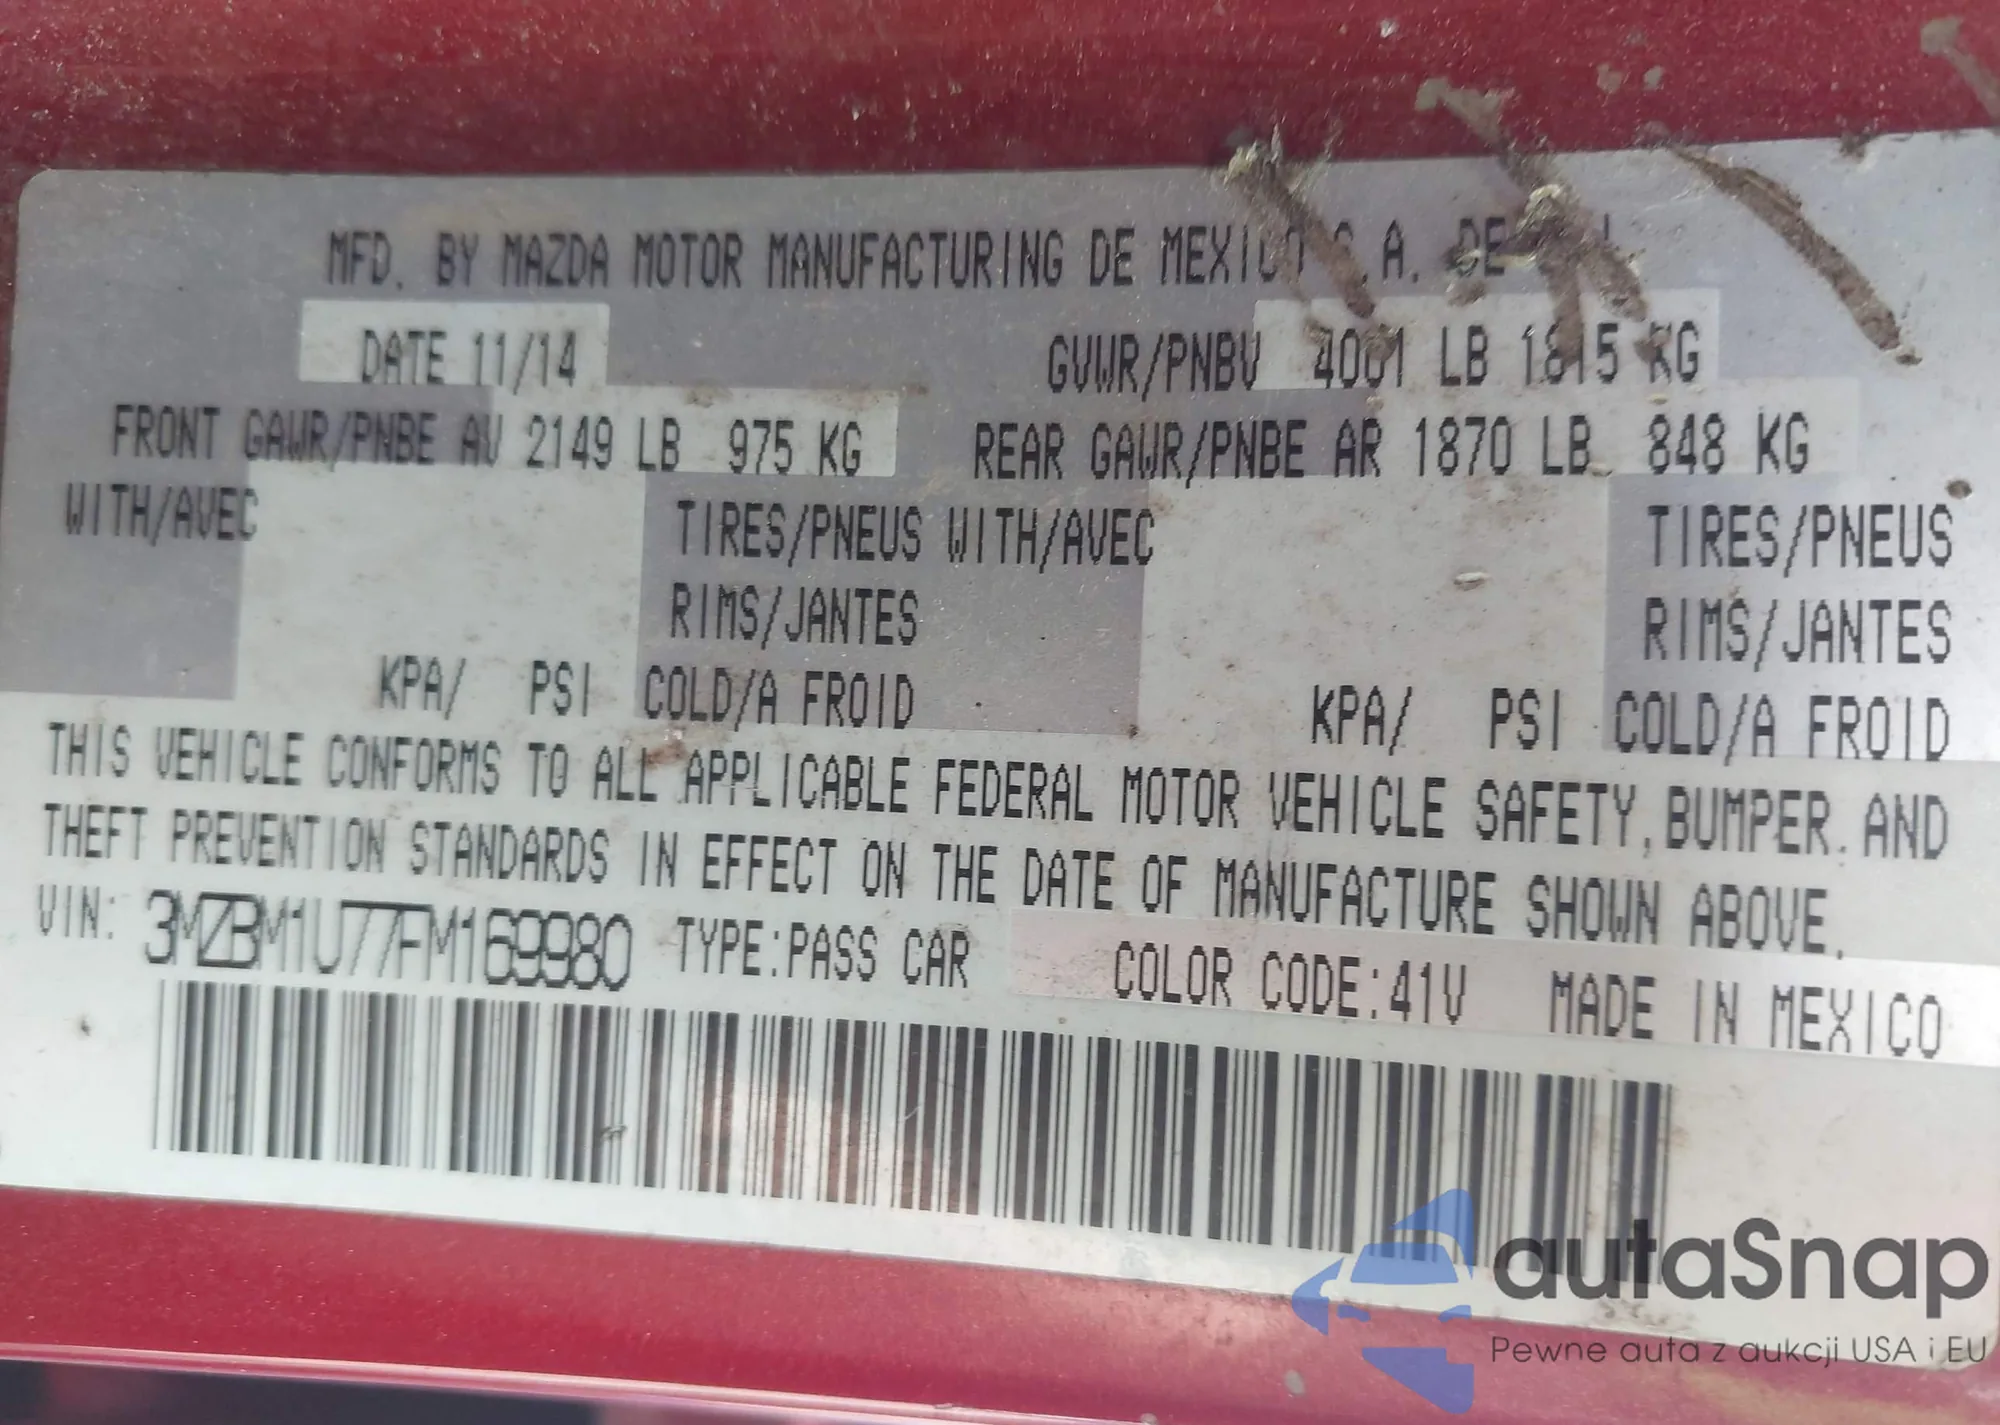 MFD. BY MAZDA MOTOR MANUFACTURING DE MEXICO S.A. DE
DATE 11/14 GVWR/PNBV 4001 LB 1815 KG
FRONT GAWR/PNBE AV 2149 LB 975 KG REAR GAWR/PNBE AR 1870 LB 848 KG
WITH/AVEC TIRES/PNEUS WITH/AVEC TIRES/PNEUS
RIMS/JANTES RIMS/JANTES
KPA/ PSI COLD/A FROID KPA/ PSI COLD/A FROID
THIS VEHICLE CONFORMS TO ALL APPLICABLE FEDERAL MOTOR VEHICLE SAFETY, BUMPER, AND
THEFT PREVENTION STANDARDS IN EFFECT ON THE DATE OF MANUFACTURE SHOWN ABOVE.
VIN: 3MZBM1U77FM169980 TYPE:PASS CAR COLOR CODE:41V MADE IN MEXICO
autaSnap
Pewne auta z aukcji USA i EU